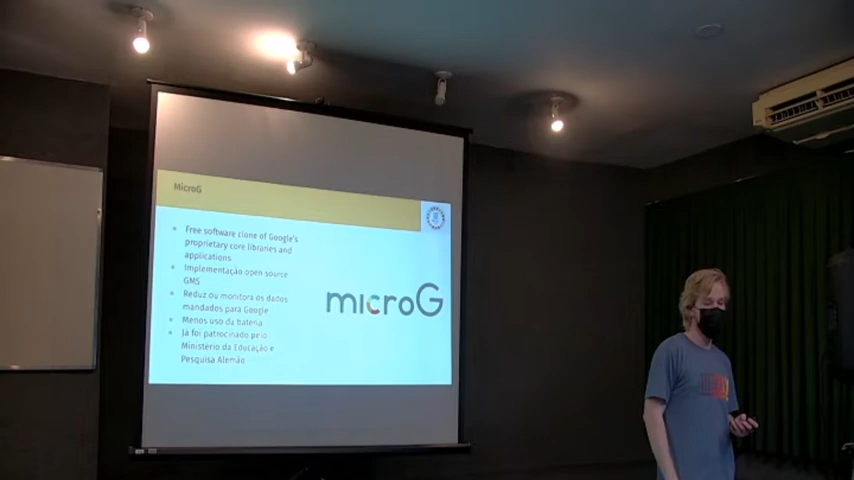 MicroG
Free software clone of Google's
proprietary core libraries and
applications
Implementação open source
GMS
Reduz ou monitora os dados
mandados para Google
Menos uso da bateria
Já foi patrocinado pelo
Ministério da Educação e
Pesquisa Alemão
microG